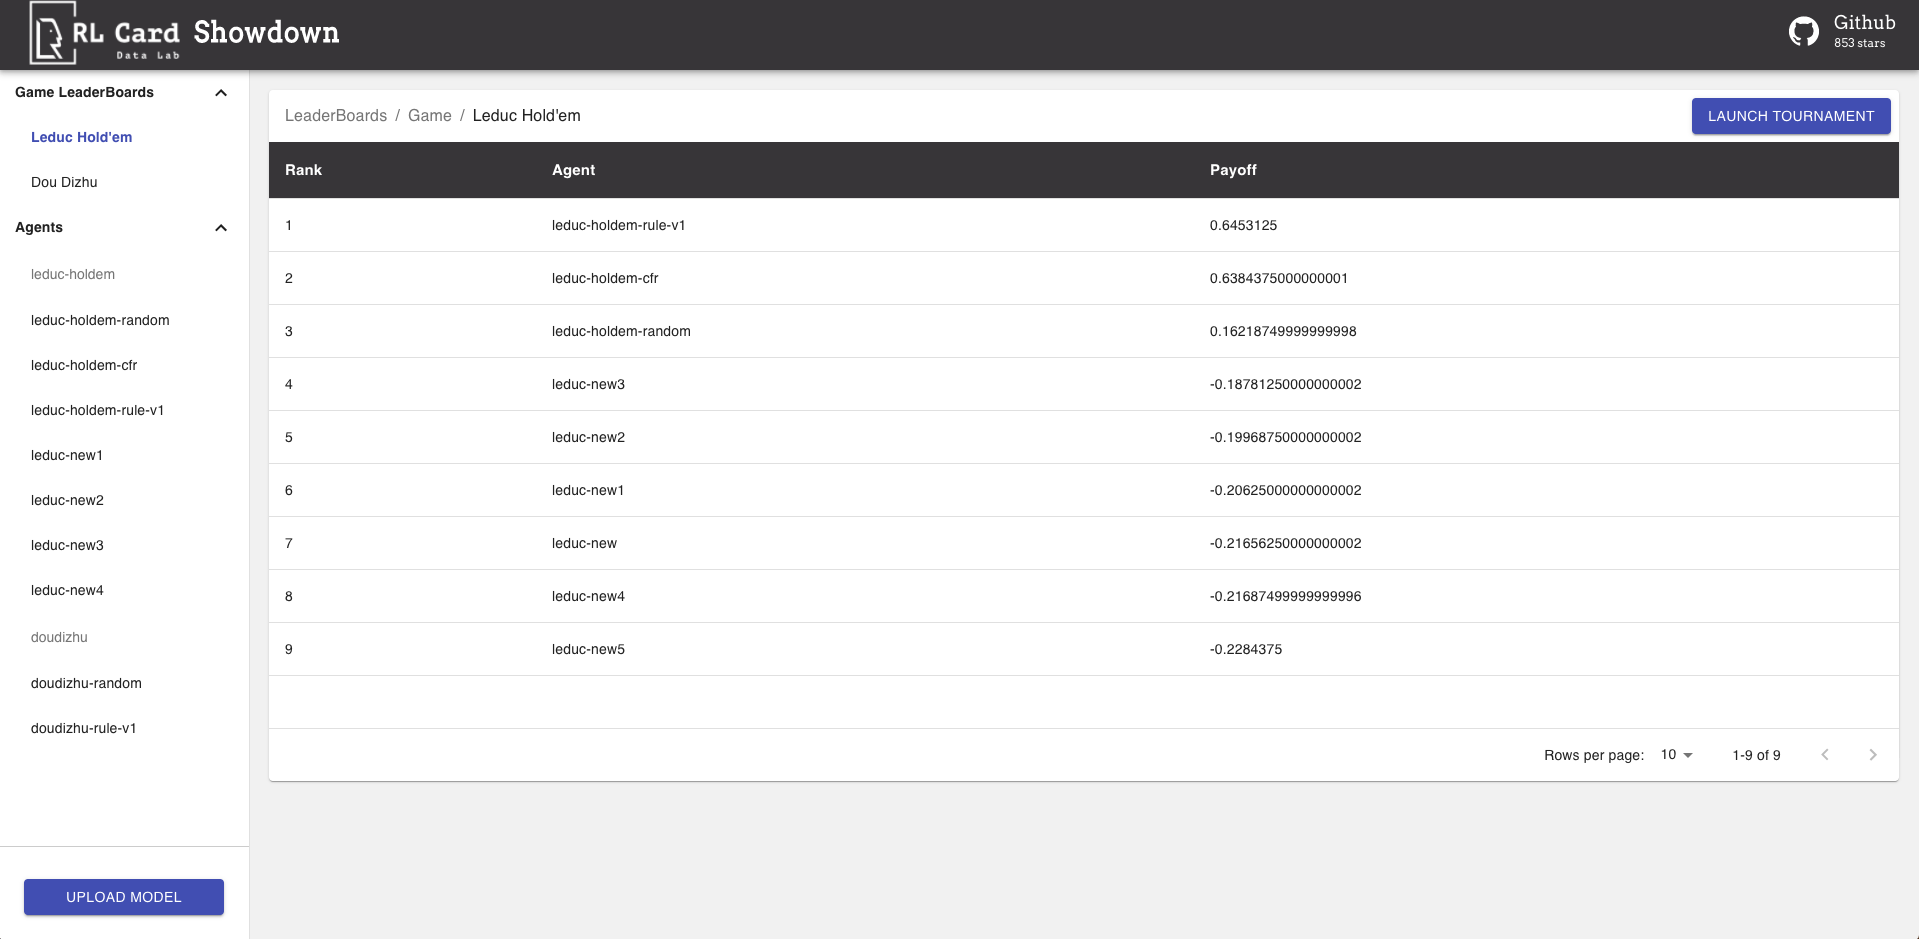 RL Card Showdown
Data Lab
Github
853 stars
Game LeaderBoards
Leduc Hold'em
Dou Dizhu
Agents
leduc-holdem
leduc-holdem-random
leduc-holdem-cfr
leduc-holdem-rule-v1
leduc-new1
leduc-new2
leduc-new3
leduc-new4
doudizhu
doudizhu-random
doudizhu-rule-v1
UPLOAD MODEL
LeaderBoards / Game / Leduc Hold'em
LAUNCH TOURNAMENT
Rank Agent Payoff
1 leduc-holdem-rule-v1 0.6453125
2 leduc-holdem-cfr 0.6384375000000001
3 leduc-holdem-random 0.16218749999999998
4 leduc-new3 -0.18781250000000002
5 leduc-new2 -0.19968750000000002
6 leduc-new1 -0.20625000000000002
7 leduc-new -0.21656250000000002
8 leduc-new4 -0.21687499999999996
9 leduc-new5 -0.2284375
Rows per page: 10 1-9 of 9